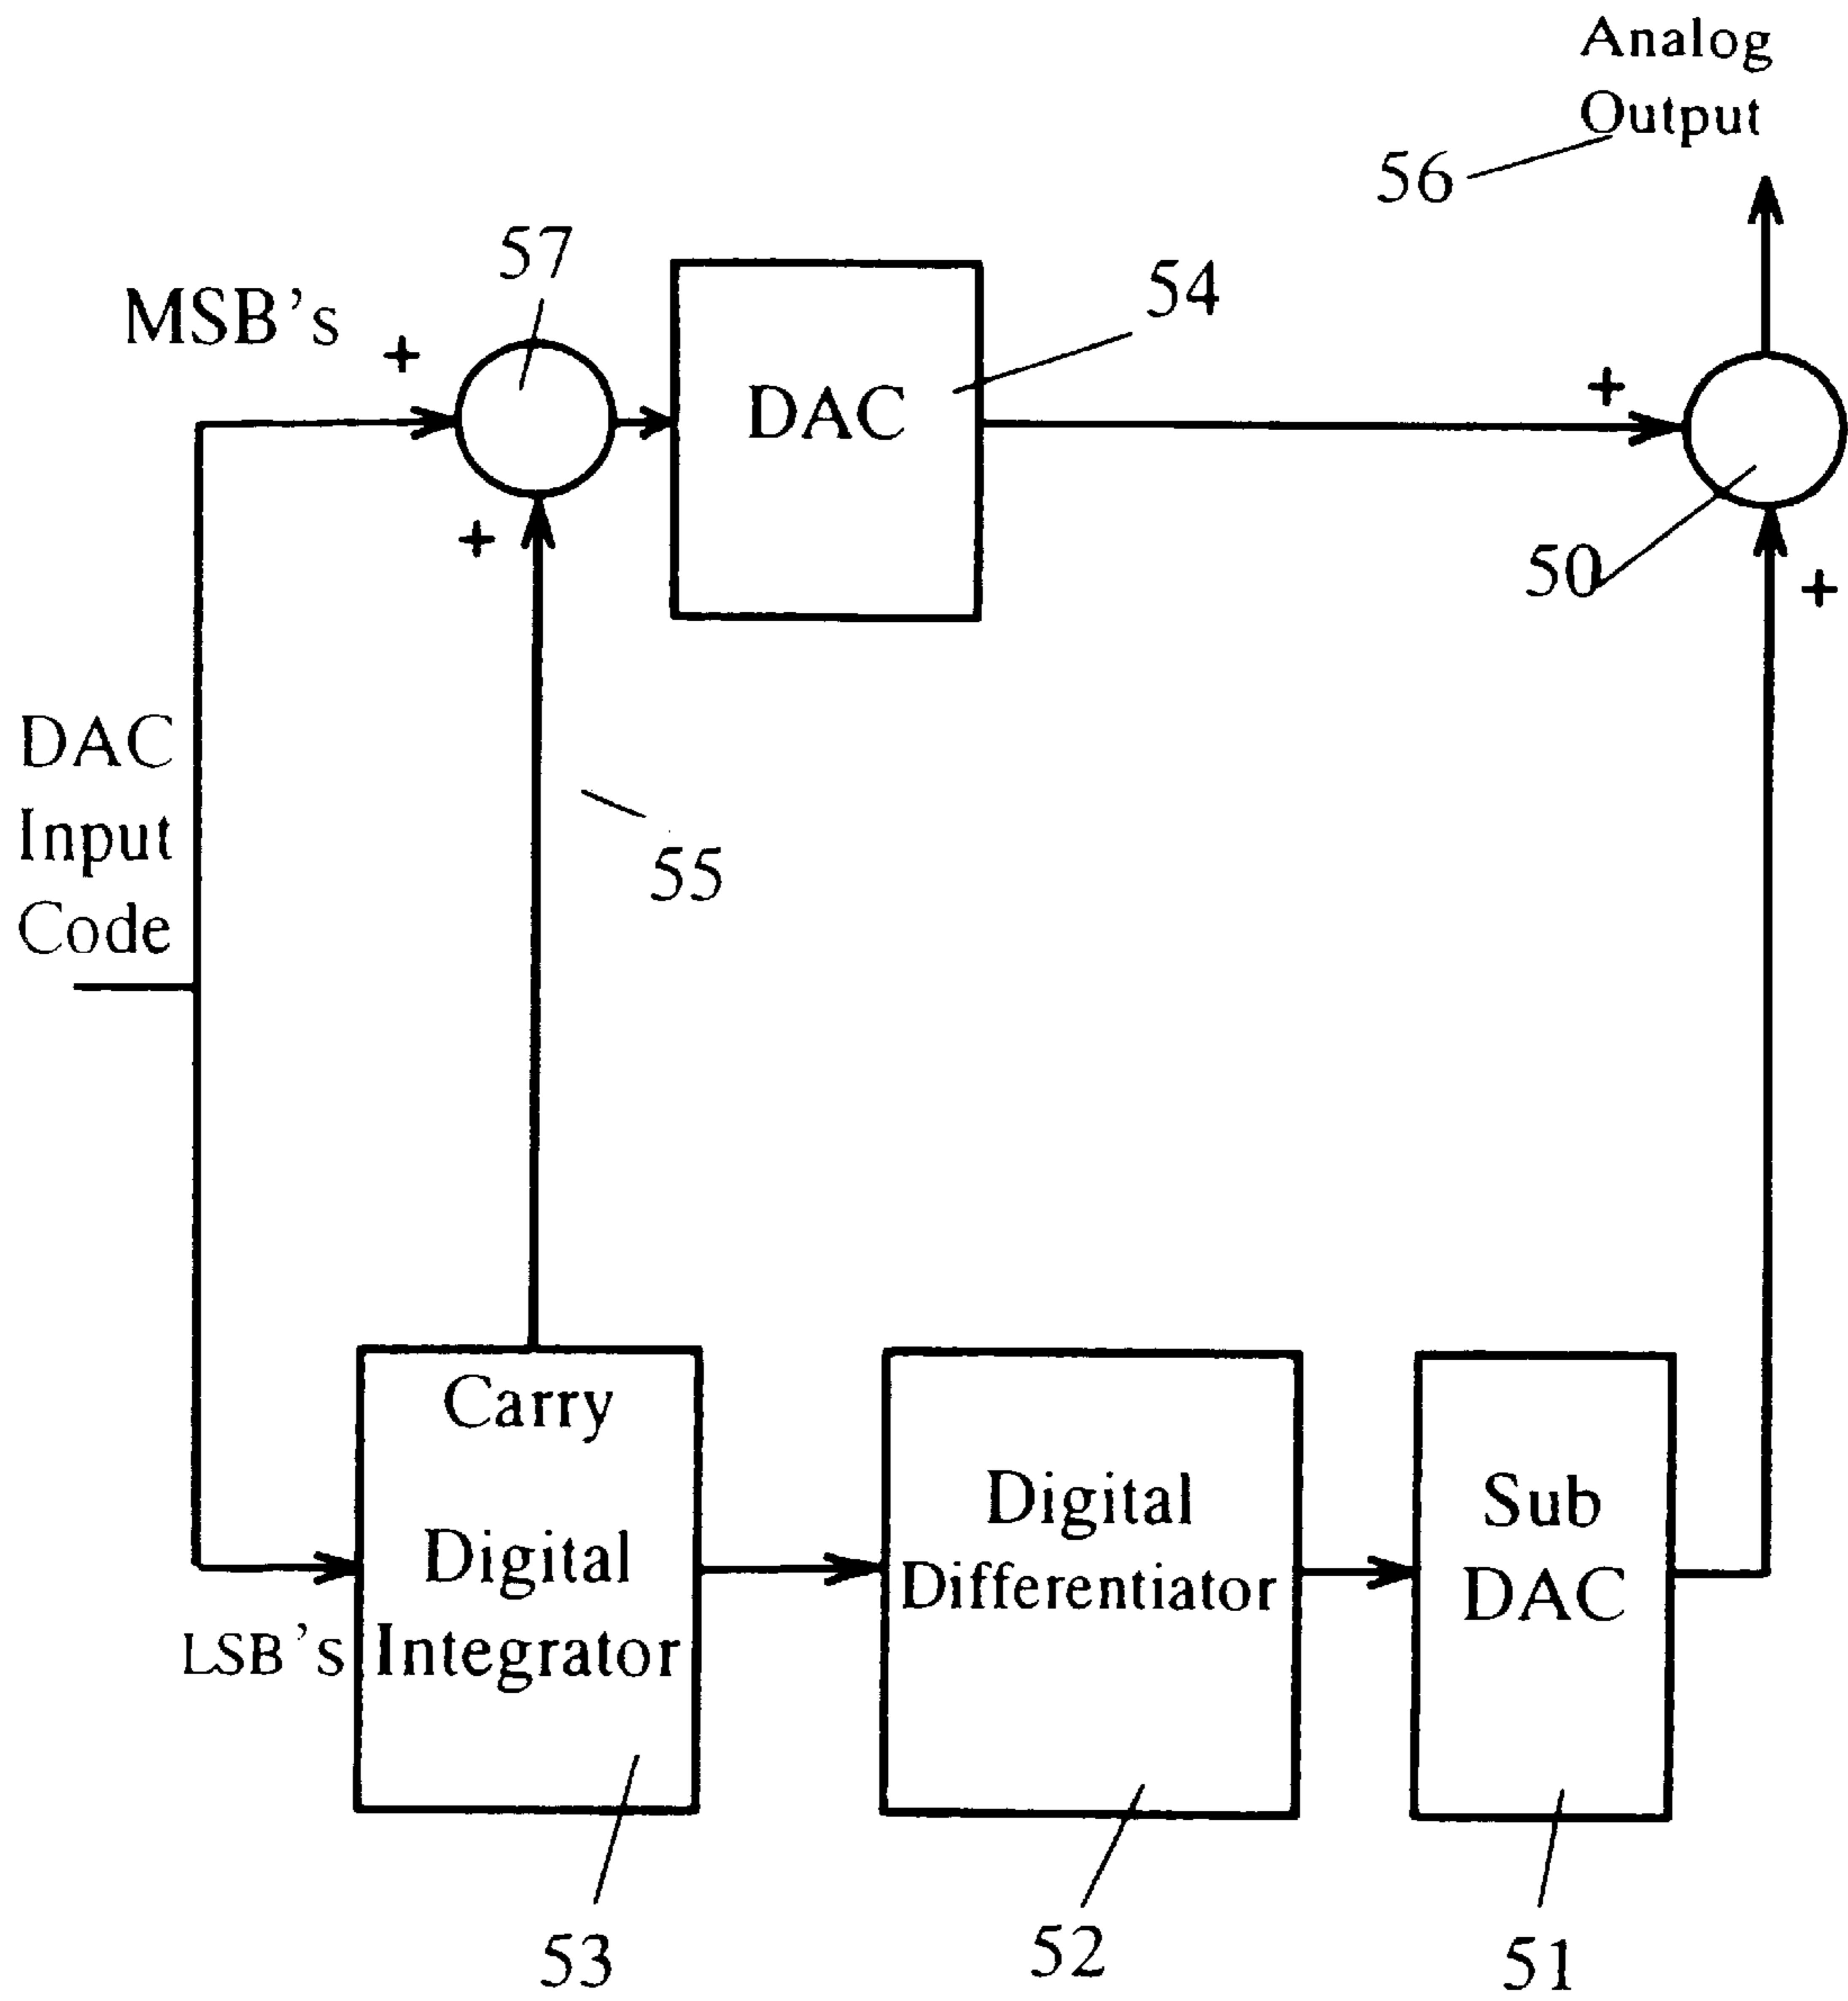 Analog
Output
56
57
MSB's
+
54
DAC
+
+
50
+
DAC
Input
Code
55
Carry
Digital
Integrator
LSB's
Digital
Differentiator
Sub
DAC
53
52
51